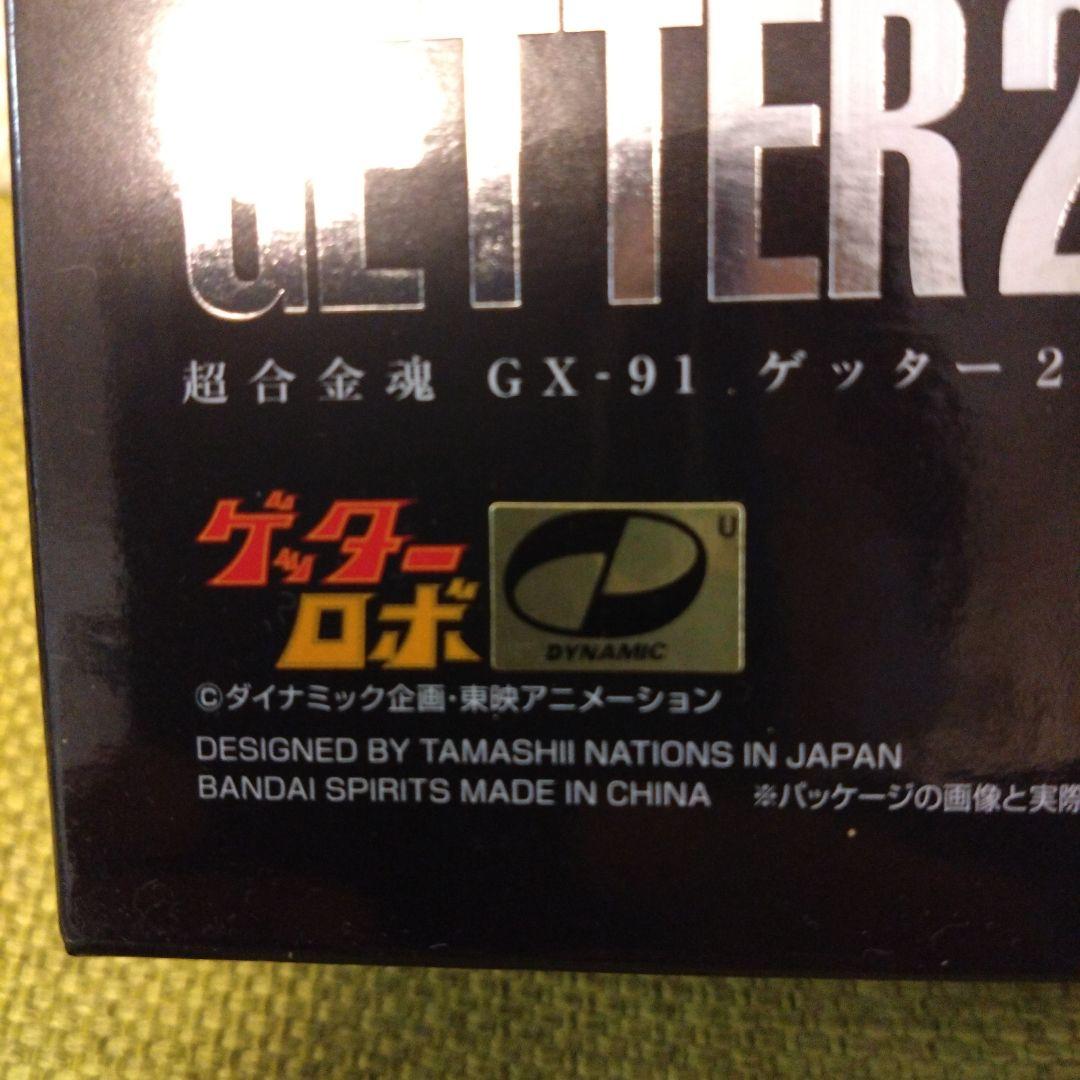 GETTER 2
超合金魂 GX-91 ゲッター2
ゲッター
ロボ
U
DYNAMIC
©ダイナミック企画・東映アニメーション
DESIGNED BY TAMASHII NATIONS IN JAPAN
BANDAI SPIRITS MADE IN CHINA ※パッケージの画像と実際